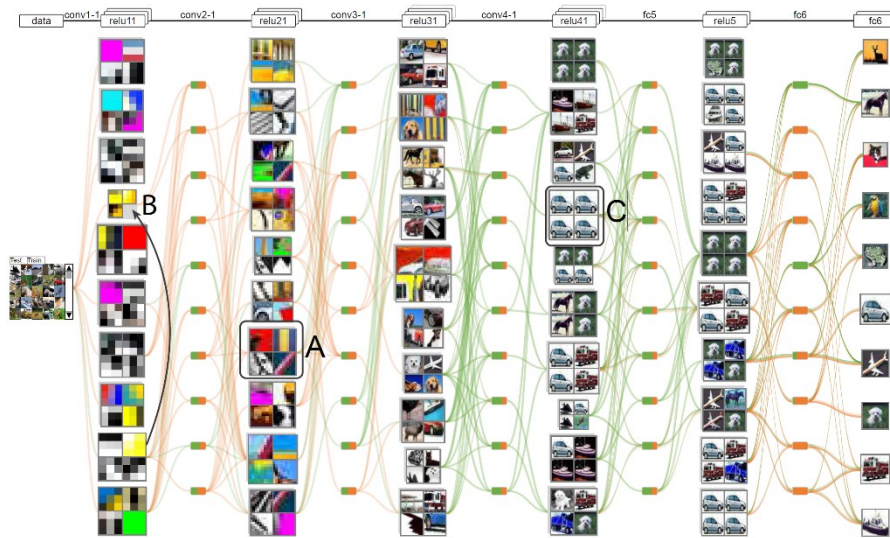 data conv1-1 relu11 conv2-1 relu21 conv3-1 relu31 conv4-1 relu41 fc5 relu5 fc6 fc6
B
C
Test Train
A